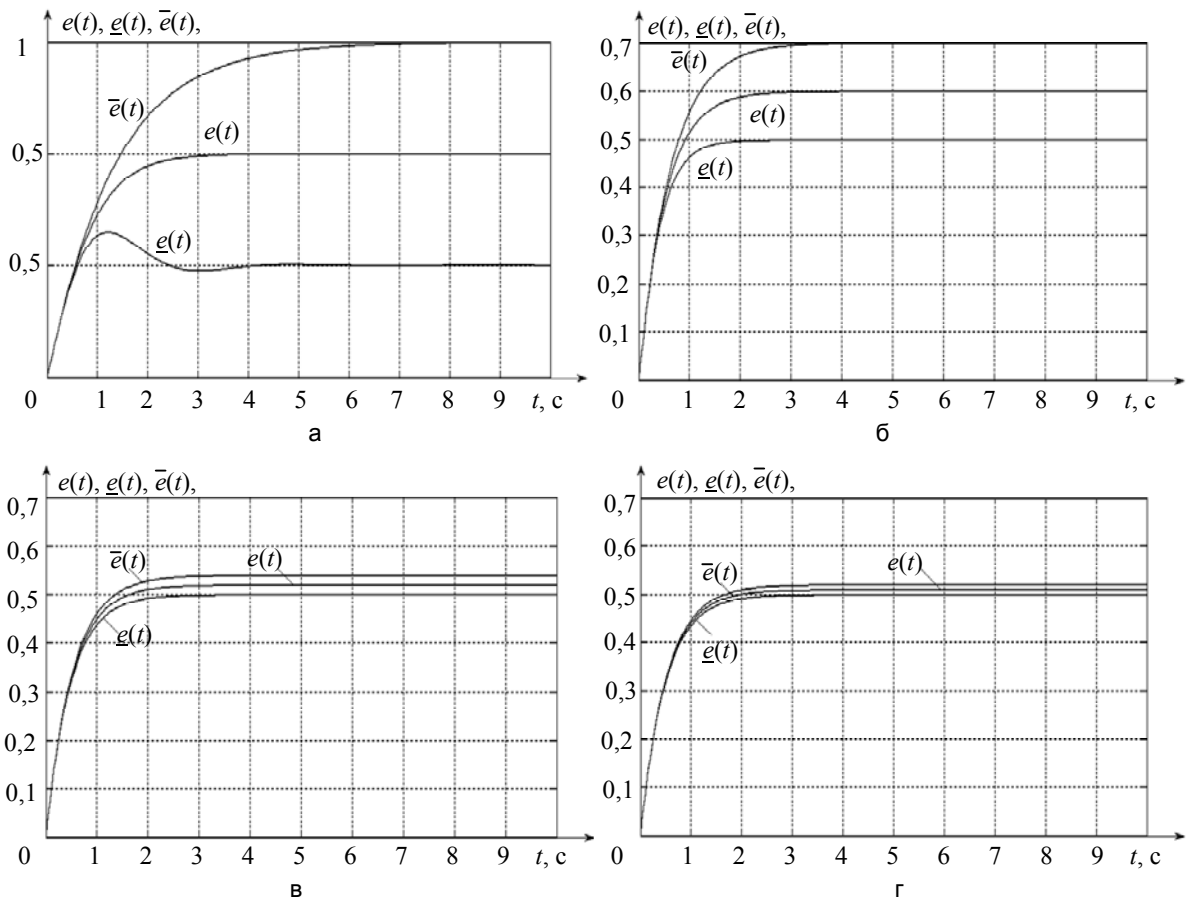 e(t), e̲(t), e̅(t),
1
e̅(t)
e(t)
0,5
e̲(t)
0,5
0 1 2 3 4 5 6 7 8 9 t, с
а
e(t), e̲(t), e̅(t),
0,7
e̅(t)
0,6
e(t)
0,5
e̲(t)
0,4
0,3
0,2
0,1
0 1 2 3 4 5 6 7 8 9 t, с
б
e(t), e̲(t), e̅(t),
0,7
0,6
e̅(t) e(t)
0,5
e̲(t)
0,4
0,3
0,2
0,1
0 1 2 3 4 5 6 7 8 9 t, с
в
e(t), e̲(t), e̅(t),
0,7
0,6
e̅(t) e(t)
0,5
e̲(t)
0,4
0,3
0,2
0,1
0 1 2 3 4 5 6 7 8 9 t, с
г